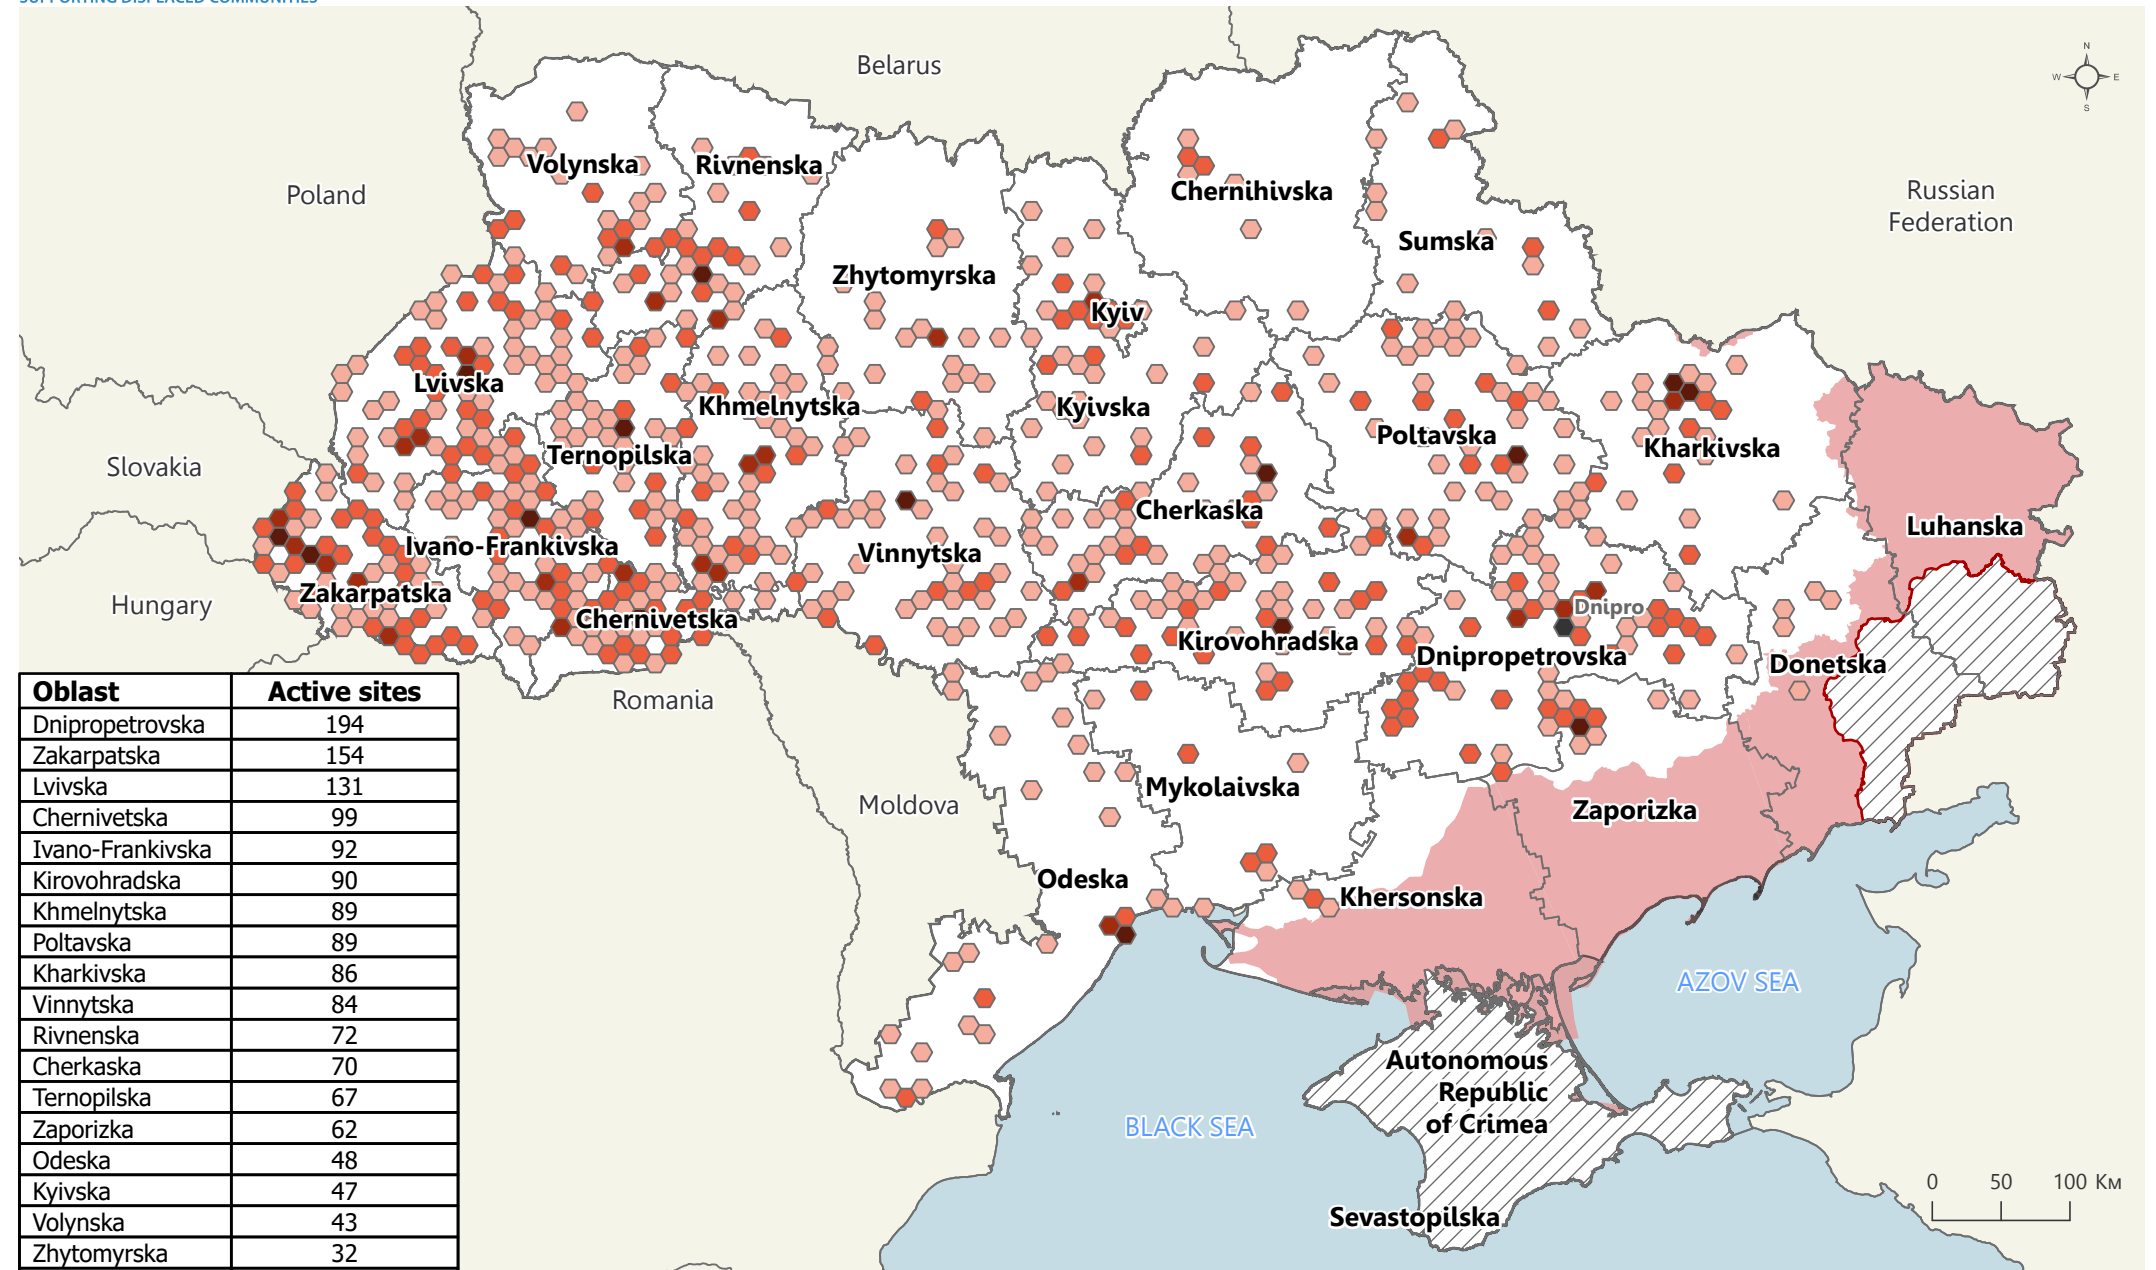 SUPPORTING DISPLACED COMMUNITIES
Belarus
N
W E
S
Poland
Volynska
Rivnenska
Chernihivska
Russian
Federation
Sumska
Zhytomyrska
Kyiv
Lvivska
Khmelnytska
Kyivska
Poltavska
Kharkivska
Slovakia
Ternopilska
Cherkaska
Luhanska
Ivano-Frankivska
Vinnytska
Hungary
Zakarpatska
Chernivetska
Dnipro
Kirovohradska
Dnipropetrovska
Donetska
Romania
Moldova
Mykolaivska
Zaporizka
Odeska
Khersonska
AZOV SEA
Autonomous
Republic
of Crimea
BLACK SEA
Sevastopilska
0 50 100 Км
Oblast Active sites
Dnipropetrovska 194
Zakarpatska 154
Lvivska 131
Chernivetska 99
Ivano-Frankivska 92
Kirovohradska 90
Khmelnytska 89
Poltavska 89
Kharkivska 86
Vinnytska 84
Rivnenska 72
Cherkaska 70
Ternopilska 67
Zaporizka 62
Odeska 48
Kyivska 47
Volynska 43
Zhytomyrska 32